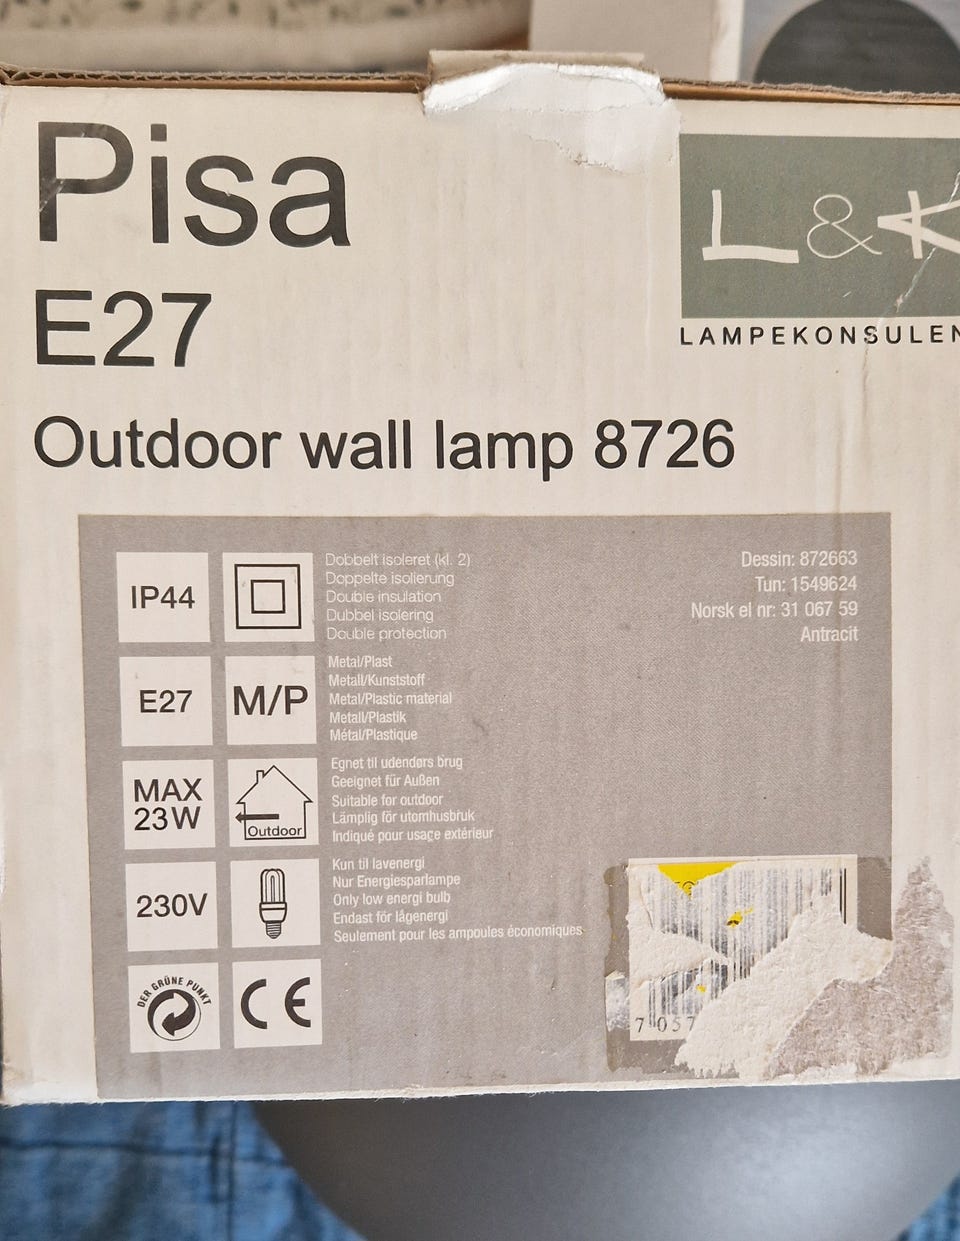 Pisa
E27
Outdoor wall lamp 8726
L&K
LAMPEKONSULEN
IP44
Dobbelt isoleret (kl. 2)
Doppelte isolierung
Double insulation
Dubbel isolering
Double protection
Dessin: 872663
Tun: 1549624
Norsk el nr: 31 067 59
Antracit
E27
M/P
Metal/Plast
Metall/Kunststoff
Metal/Plastic material
Metall/Plastik
Métal/Plastique
MAX
23W
Outdoor
Egnet til udendørs brug
Geeignet für Außen
Suitable for outdoor
Lämplig för utomhusbruk
Indiqué pour usage extérieur
230V
Kun til lavenergi
Nur Energiesparlampe
Only low energi bulb
Endast för lågenergi
Seulement pour les ampoules économiques
DER GRÜNE PUNKT
CE
7 057